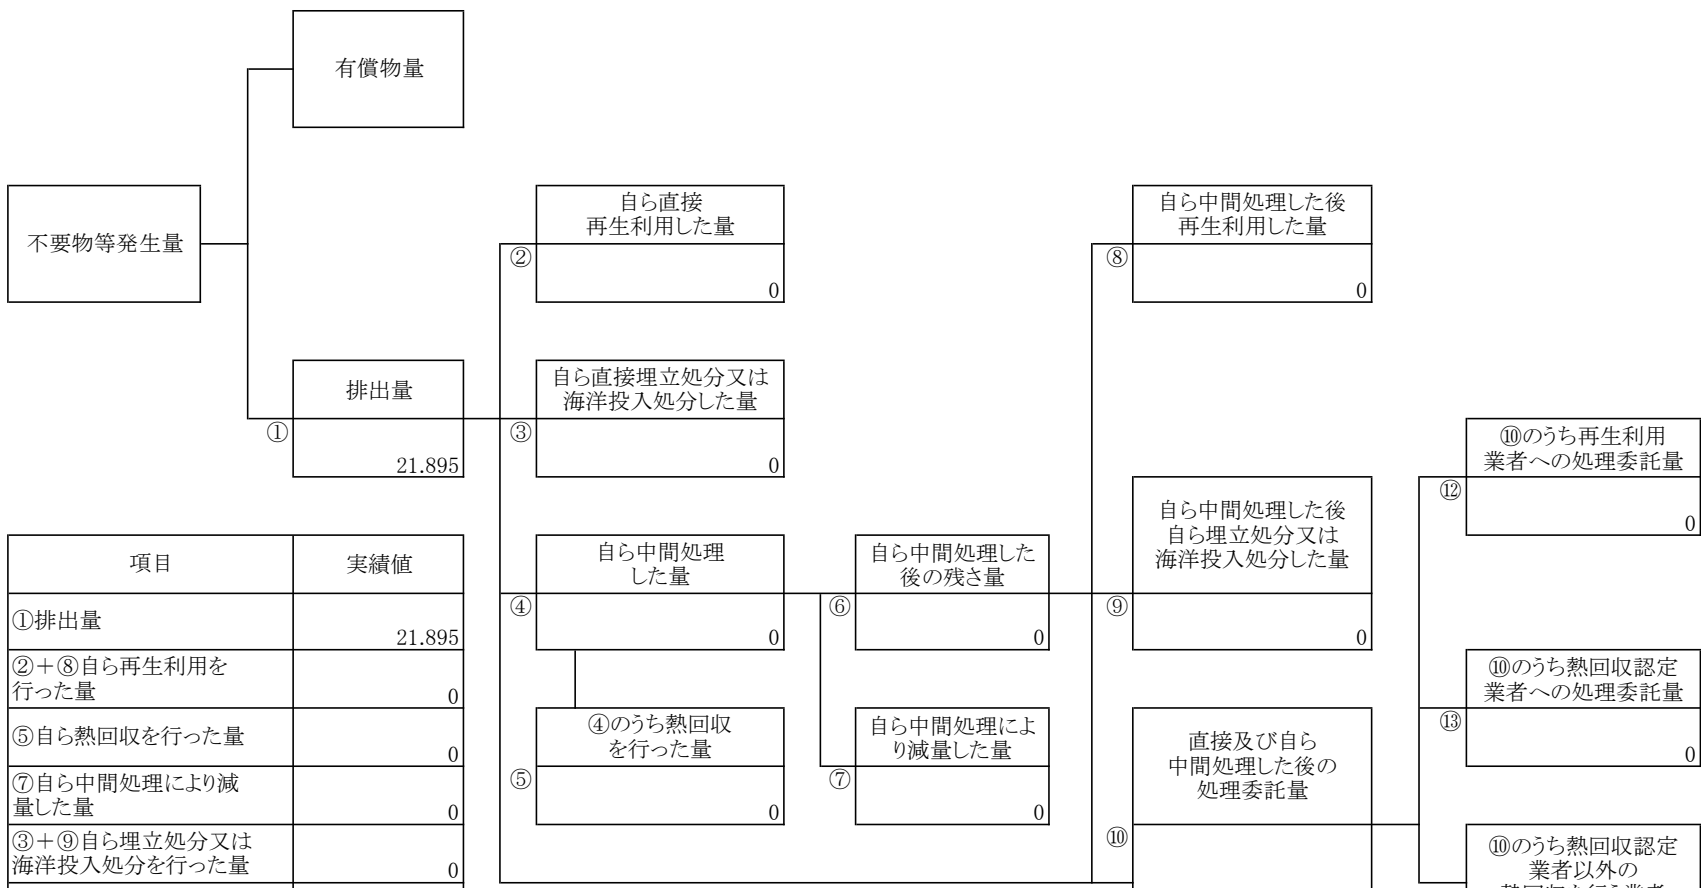 有償物量
不要物等発生量
自ら直接
再生利用した量
②
0
自ら中間処理した後
再生利用した量
⑧
0
排出量
①
21.895
自ら直接埋立処分又は
海洋投入処分した量
③
0
⑩のうち再生利用
業者への処理委託量
⑫
0
自ら中間処理した後
自ら埋立処分又は
海洋投入処分した量
⑨
0
自ら中間処理
した量
④
0
自ら中間処理した
後の残さ量
⑥
0
項目
実績値
①排出量
21.895
②+⑧自ら再生利用を
行った量
0
⑤自ら熱回収を行った量
0
⑦自ら中間処理により減
量した量
0
③+⑨自ら埋立処分又は
海洋投入処分を行った量
0
④のうち熱回収
を行った量
⑤
0
自ら中間処理によ
り減量した量
⑦
0
直接及び自ら
中間処理した後の
処理委託量
⑩
⑩のうち熱回収認定
業者への処理委託量
⑬
0
⑩のうち熱回収認定
業者以外の